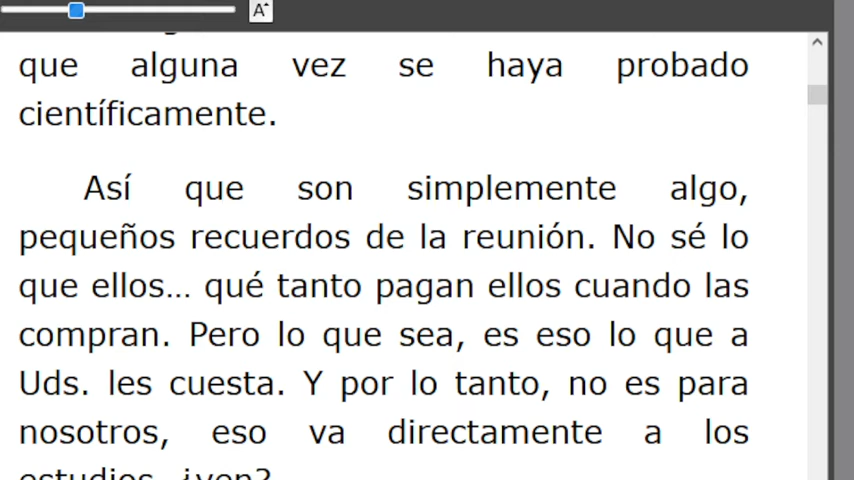 A
que alguna vez se haya probado
científicamente.
Así que son simplemente algo,
pequeños recuerdos de la reunión. No sé lo
que ellos... qué tanto pagan ellos cuando las
compran. Pero lo que sea, es eso lo que a
Uds. les cuesta. Y por lo tanto, no es para
nosotros, eso va directamente a los
estudios, ¿ven?